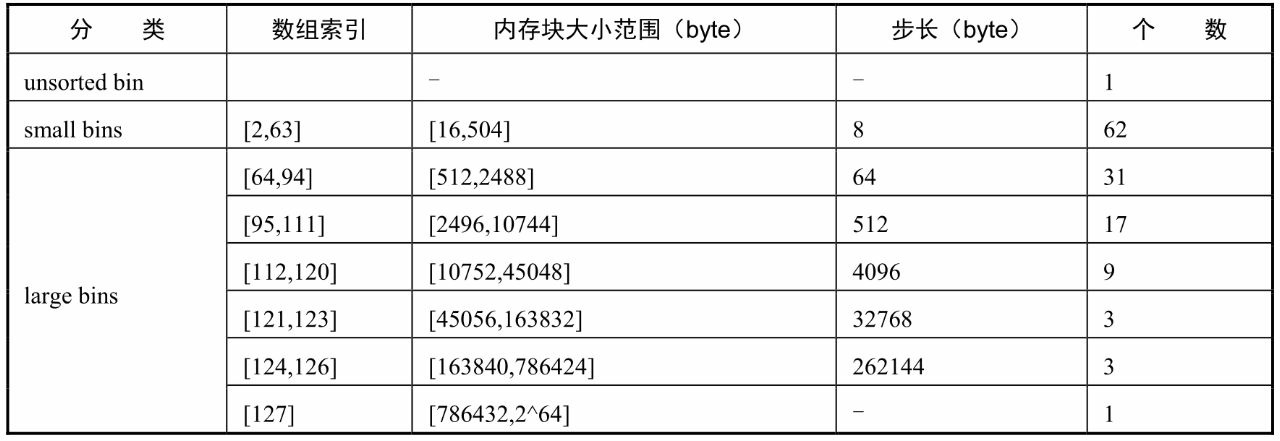 分 类 数组索引 内存块大小范围（byte） 步长（byte） 个 数
unsorted bin – – 1
small bins [2,63] [16,504] 8 62
large bins
[64,94] [512,2488] 64 31
[95,111] [2496,10744] 512 17
[112,120] [10752,45048] 4096 9
[121,123] [45056,163832] 32768 3
[124,126] [163840,786424] 262144 3
[127] [786432,2^64] – 1